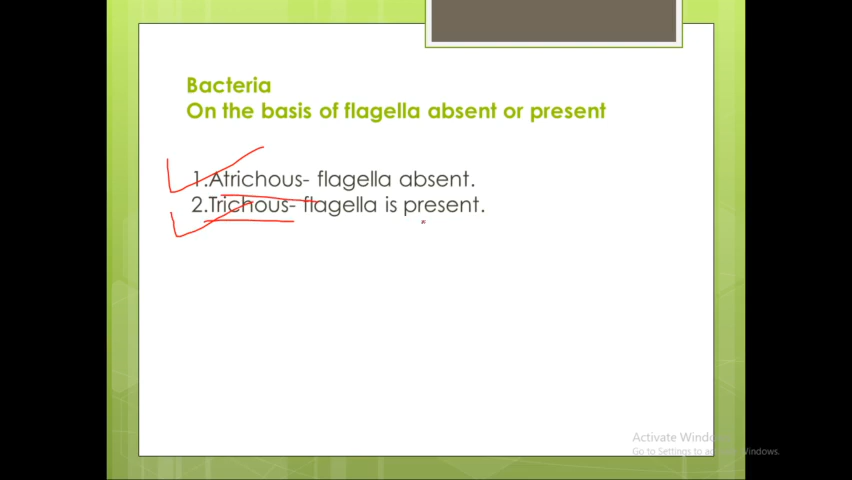 Bacteria
On the basis of flagella absent or present
1.Atrichous- flagella absent.
2.Trichous- flagella is present.
Activate Windows
Go to Settings to activate Windows.